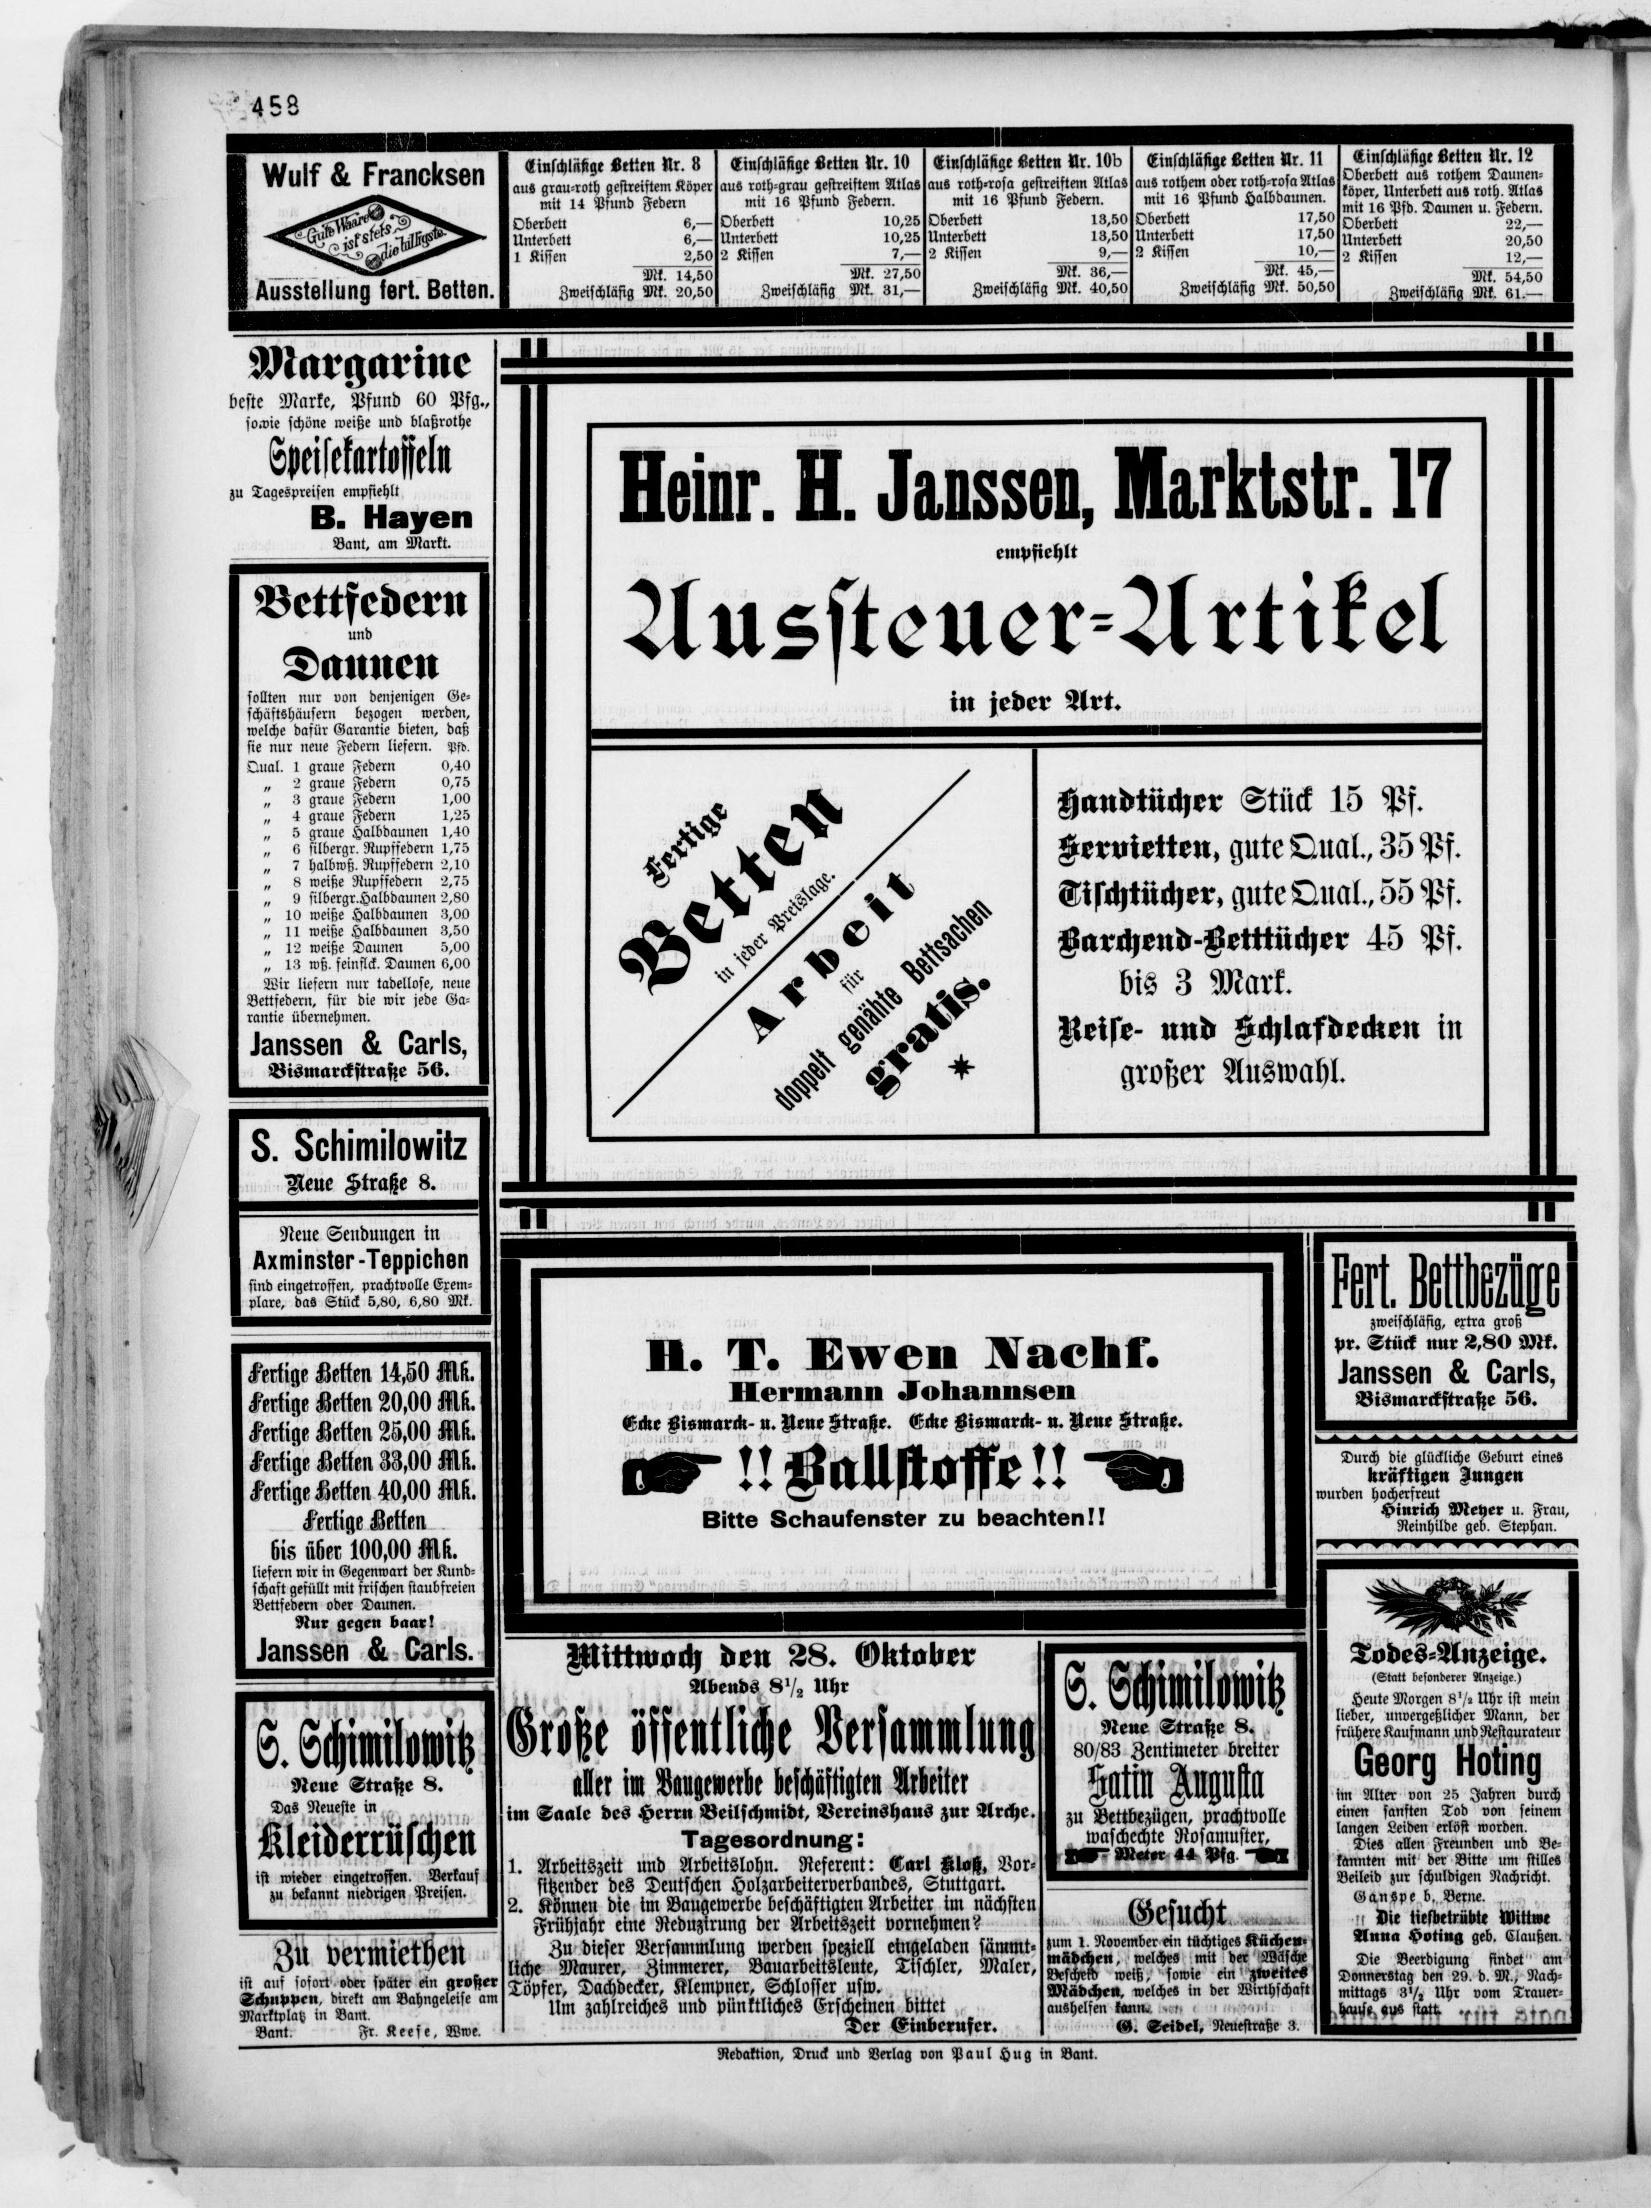 458
Wulf & Francksen
Gute Waare
ist stets
die billigste.
Ausstellung fert. Betten.
Einschläfige Betten Nr. 8
aus grau-roth gestreiftem Köper
mit 14 Pfund Federn
Oberbett 6,—
Unterbett 6,—
1 Kissen 2,50
Mk. 14,50
Zweischläfig Mk. 20,50
Einschläfige Betten Nr. 10
aus roth-grau gestreiftem Atlas
mit 16 Pfund Federn.
Oberbett 10,25
Unterbett 10,25
2 Kissen 7,—
Mk. 27,50
Zweischläfig Mk. 31,—
Einschläfige Betten Nr. 10b
aus roth-rosa gestreiftem Atlas
mit 16 Pfund Federn.
Oberbett 13,50
Unterbett 13,50
2 Kissen 9,—
Mk. 36,—
Zweischläfig Mk. 40,50
Einschläfige Betten Nr. 11
aus rothem oder roth-rosa Atlas
mit 16 Pfund Halbdaunen.
Oberbett 17,50
Unterbett 17,50
2 Kissen 10,—
Mk. 45,—
Zweischläfig Mk. 50,50
Einschläfige Betten Nr. 12
Oberbett aus rothem Daunen-
köper, Unterbett aus roth. Atlas
mit 16 Pfd. Daunen u. Federn.
Oberbett 22,—
Unterbett 20,50
2 Kissen 12,—
Mk. 54,50
Zweischläfig Mk. 61.—
Margarine
beste Marke, Pfund 60 Pfg.,
sowie schöne weiße und blaßrothe
Speisekartoffeln
zu Tagespreisen empfiehlt
B. Hayen
Bant, am Markt.
Bettfedern
und
Daunen
sollten nur von denjenigen Ge-
schäftshäusern bezogen werden,
welche dafür Garantie bieten, daß
sie nur neue Federn liefern. Pfd.
Qual. 1 graue Federn 0,40
„ 2 graue Federn 0,75
„ 3 graue Federn 1,00
„ 4 graue Federn 1,25
„ 5 graue Halbdaunen 1,40
„ 6 silbergr. Rupffedern 1,75
„ 7 halbwß. Rupffedern 2,10
„ 8 weiße Rupffedern 2,75
„ 9 silbergr. Halbdaunen 2,80
„ 10 weiße Halbdaunen 3,00
„ 11 weiße Halbdaunen 3,50
„ 12 weiße Daunen 5,00
„ 13 wß. feinflck. Daunen 6,00
Wir liefern nur tadellose, neue
Bettfedern, für die wir jede Ga-
rantie übernehmen.
Janssen & Carls,
Bismarckstraße 56.
S. Schimilowitz
Neue Straße 8.
Neue Sendungen in
Axminster-Teppichen
sind eingetroffen, prachtvolle Exem-
plare, das Stück 5,80, 6,80 Mk.
Fertige Betten 14,50 Mk.
Fertige Betten 20,00 Mk.
Fertige Betten 25,00 Mk.
Fertige Betten 33,00 Mk.
Fertige Betten 40,00 Mk.
Fertige Betten
bis über 100,00 Mk.
liefern wir in Gegenwart der Kund-
schaft gefüllt mit frischen staubfreien
Bettfedern oder Daunen.
Nur gegen baar!
Janssen & Carls.
S. Schimilowitz
Neue Straße 8.
Das Neueste in
Kleiderrüschen
ist wieder eingetroffen. Verkauf
zu bekannt niedrigen Preisen.
Zu vermiethen
ist auf sofort oder später ein großer
Schuppen, direkt am Bahngeleise am
Marktplatz in Bant.
Bant. Fr. Keese, Wwe.
Heinr. H. Janssen, Marktstr. 17
empfiehlt
Aussteuer-Artikel
in jeder Art.
Fertige
Betten
in jeder Preislage.
Arbeit
für
doppelt genähte Bettsachen
gratis.
Handtücher Stück 15 Pf.
Servietten, gute Qual., 35 Pf.
Tischtücher, gute Qual., 55 Pf.
Barchend-Betttücher 45 Pf.
bis 3 Mark.
Reise- und Schlafdecken in
großer Auswahl.
H. T. Ewen Nachf.
Hermann Johannsen
Ecke Bismarck- u. Neue Straße. Ecke Bismarck- u. Neue Straße.
!! Ballstoffe !!
Bitte Schaufenster zu beachten!!
Mittwoch den 28. Oktober
Abends 8½ Uhr
Große öffentliche Versammlung
aller im Baugewerbe beschäftigten Arbeiter
im Saale des Herrn Beilschmidt, Vereinshaus zur Arche.
Tagesordnung:
1. Arbeitszeit und Arbeitslohn. Referent: Carl Kloß, Vor-
sitzender des Deutschen Holzarbeiterverbandes, Stuttgart.
2. Können die im Baugewerbe beschäftigten Arbeiter im nächsten
Frühjahr eine Reduzirung der Arbeitszeit vornehmen?
Zu dieser Versammlung werden speziell eingeladen sämmt-
liche Maurer, Zimmerer, Bauarbeitsleute, Tischler, Maler,
Töpfer, Dachdecker, Klempner, Schlosser usw.
Um zahlreiches und pünktliches Erscheinen bittet
Der Einberufer.
S. Schimilowitz
Neue Straße 8.
80/83 Zentimeter breiter
Satin Augusta
zu Bettbezügen, prachtvolle
waschechte Rosamuster,
Meter 44 Pfg.
Gesucht
zum 1. November ein tüchtiges Küchen-
mädchen, welches mit der Wäsche
Bescheid weiß, sowie ein zweites
Mädchen, welches in der Wirthschaft
aushelfen kann.
G. Seidel, Neuestraße 3.
Fert. Bettbezüge
zweischläfig, extra groß
pr. Stück nur 2,80 Mk.
Janssen & Carls,
Bismarckstraße 56.
Durch die glückliche Geburt eines
kräftigen Jungen
wurden hocherfreut
Hinrich Meyer u. Frau,
Reinhilde geb. Stephan.
Todes-Anzeige.
(Statt besonderer Anzeige.)
Heute Morgen 8½ Uhr ist mein
lieber, unvergeßlicher Mann, der
frühere Kaufmann und Restaurateur
Georg Hoting
im Alter von 25 Jahren durch
einen sanften Tod von seinem
langen Leiden erlöst worden.
Dies allen Freunden und Be-
kannten mit der Bitte um stilles
Beileid zur schuldigen Nachricht.
Ganspe b. Berne.
Die tiefbetrübte Wittwe
Anna Hoting geb. Claußen.
Die Beerdigung findet am
Donnerstag den 29. d. M., Nach-
mittags 3½ Uhr vom Trauer-
hause aus statt.
Redaktion, Druck und Verlag von Paul Hug in Bant.